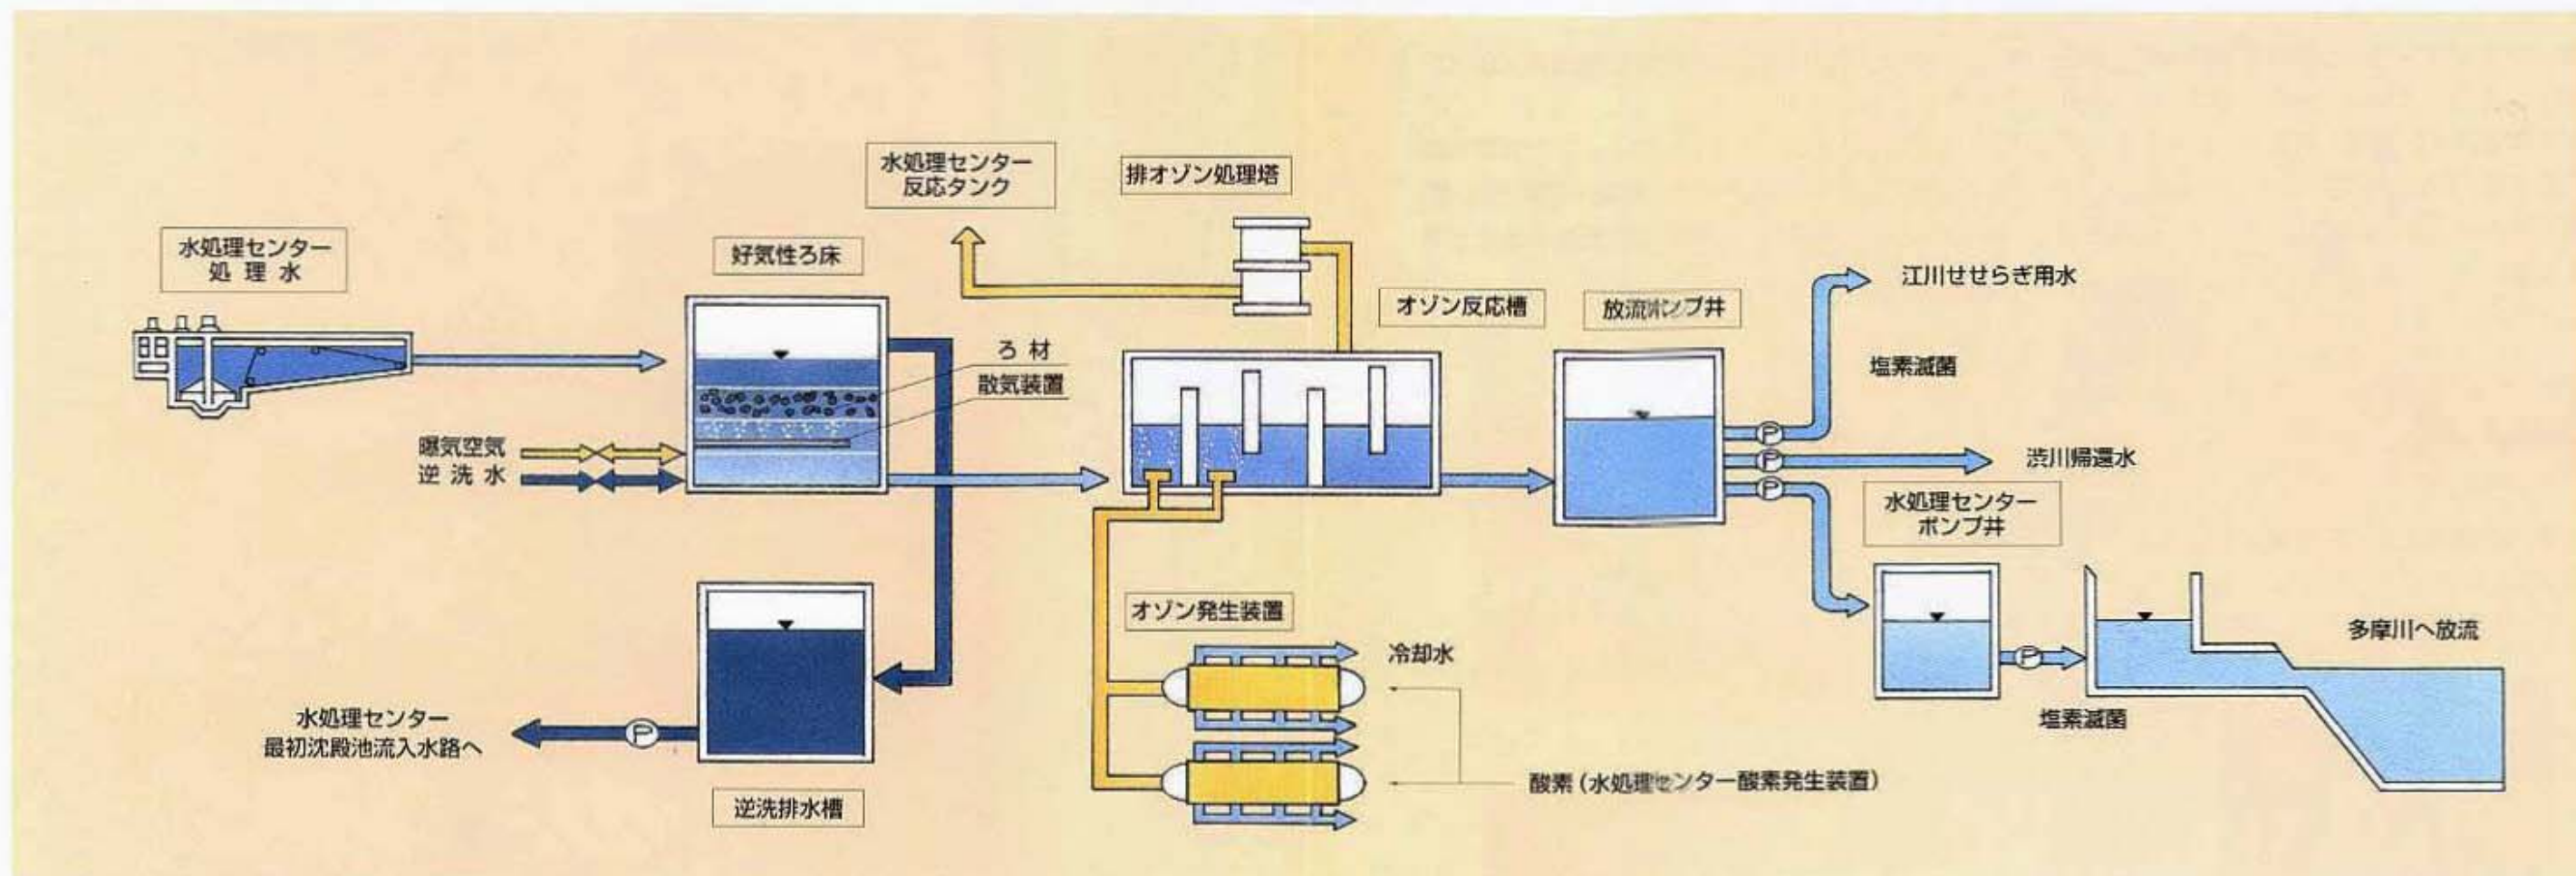 水処理センター
処理水
好気性ろ床
水処理センター
反応タンク
排オゾン処理塔
オゾン反応槽
放流ポンプ井
江川せせらぎ用水
塩素滅菌
渋川帰還水
水処理センター
ポンプ井
ろ材
散気装置
曝気空気
逆洗水
オゾン発生装置
冷却水
多摩川へ放流
塩素滅菌
水処理センター
最初沈殿池流入水路へ
逆洗排水槽
酸素(水処理センター酸素発生装置)
P
P
P
P
P